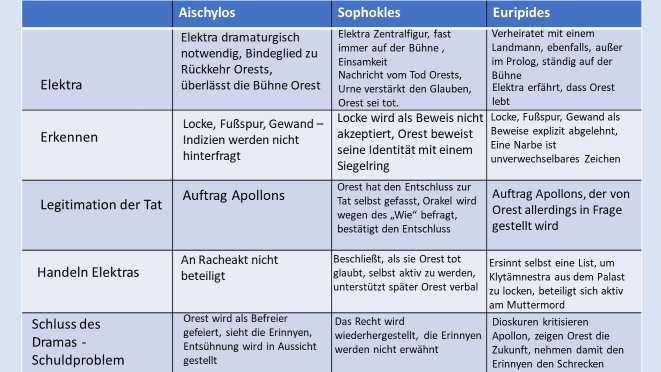 Aischylos
Sophokles
Euripides
Elektra
Elektra dramaturgisch
notwendig, Bindeglied zu
Rückkehr Orests,
überlässt die Bühne Orest
Elektra Zentralfigur, fast
immer auf der Bühne ,
Einsamkeit
Nachricht vom Tod Orests,
Urne verstärkt den Glauben,
Orest sei tot.
Verheiratet mit einem
Landmann, ebenfalls, außer
im Prolog, ständig auf der
Bühne
Elektra erfährt, dass Orest
lebt
Erkennen
Locke, Fußspur, Gewand –
Indizien werden nicht
hinterfragt
Locke wird als Beweis nicht
akzeptiert, Orest beweist
seine Identität mit einem
Siegelring
Locke, Fußspur, Gewand als
Beweise explizit abgelehnt,
Eine Narbe ist
unverwechselbares Zeichen
Legitimation der Tat
Auftrag Apollons
Orest hat den Entschluss zur
Tat selbst gefasst, Orakel wird
wegen des „Wie“ befragt,
bestätigt den Entschluss
Auftrag Apollons, der von
Orest allerdings in Frage
gestellt wird
Handeln Elektras
An Racheakt nicht
beteiligt
Beschließt, als sie Orest tot
glaubt, selbst aktiv zu werden,
unterstützt später Orest verbal
Ersinnt selbst eine List, um
Klytämnestra aus dem Palast
zu locken, beteiligt sich aktiv
am Muttermord
Schluss des
Dramas -
Schuldproblem
Orest wird als Befreier
gefeiert, sieht die Erinnyen,
Entsühnung wird in Aussicht
gestellt
Das Recht wird
wiederhergestellt, die Erinnyen
werden nicht erwähnt
Dioskuren kritisieren
Apollon, zeigen Orest die
Zukunft, nehmen damit den
Erinnyen den Schrecken